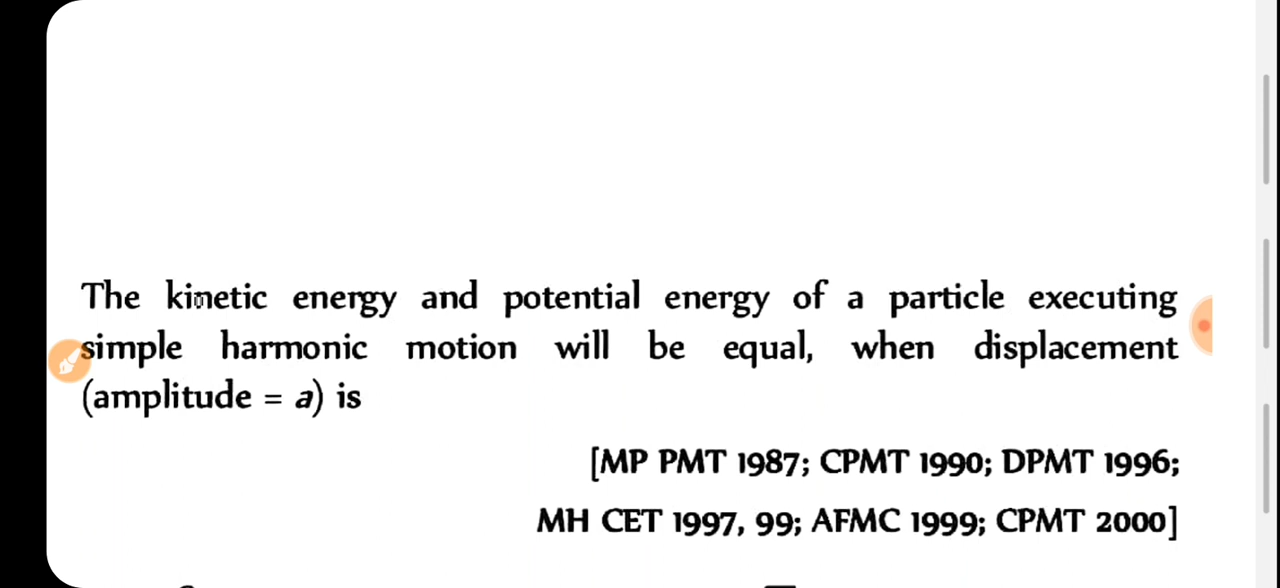 The kinetic energy and potential energy of a particle executing
simple harmonic motion will be equal, when displacement
(amplitude = a) is
[MP PMT 1987; CPMT 1990; DPMT 1996;
MH CET 1997, 99; AFMC 1999; CPMT 2000]